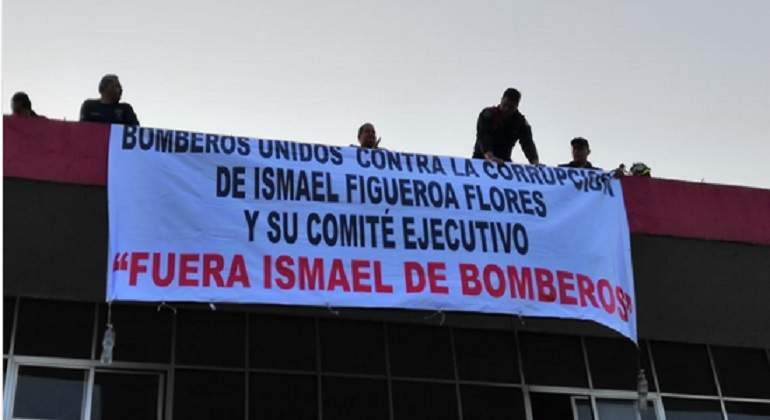 BOMBEROS UNIDOS CONTRA LA CORRUPCIÓN
DE ISMAEL FIGUEROA FLORES
Y SU COMITÉ EJECUTIVO
"FUERA ISMAEL DE BOMBEROS"